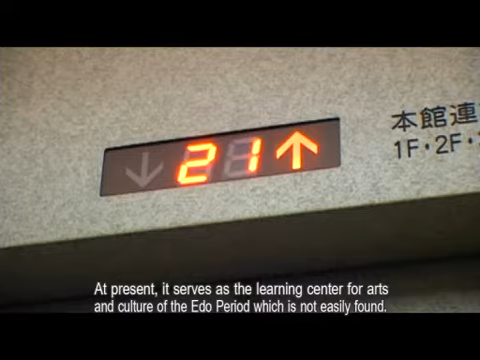 21
本館連
1F・2F・
At present, it serves as the learning center for arts
and culture of the Edo Period which is not easily found.